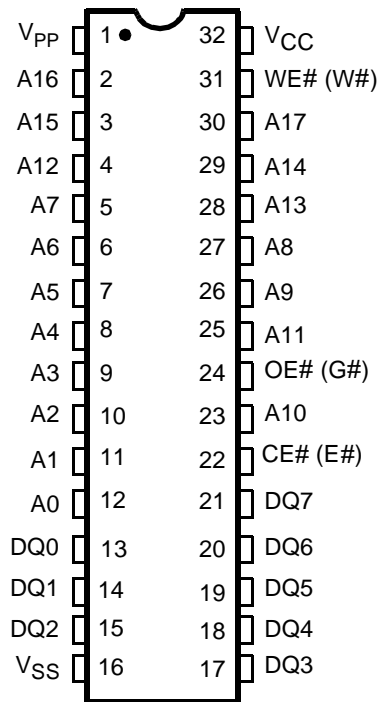 VPP 1 32 VCC
A16 2 31 WE# (W#)
A15 3 30 A17
A12 4 29 A14
A7 5 28 A13
A6 6 27 A8
A5 7 26 A9
A4 8 25 A11
A3 9 24 OE# (G#)
A2 10 23 A10
A1 11 22 CE# (E#)
A0 12 21 DQ7
DQ0 13 20 DQ6
DQ1 14 19 DQ5
DQ2 15 18 DQ4
VSS 16 17 DQ3